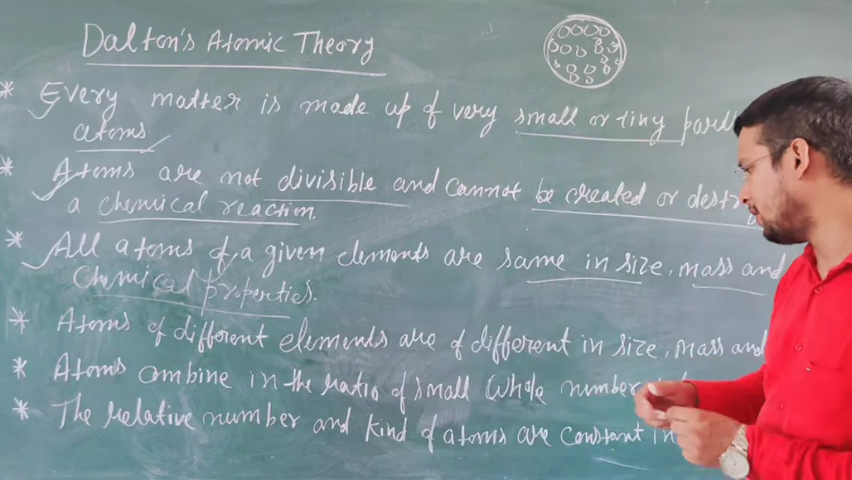 Dalton's Atomic Theory
* Every matter is made up of very small or tiny
atoms.
* Atoms are not divisible and cannot be created or
a chemical reaction.
* All atoms of a given elements are same in size, mass and
chemical properties.
* Atoms of different elements are of different in size, mass and
* Atoms combine in the ratio of small whole number
* The relative number and kind of atoms are constant in